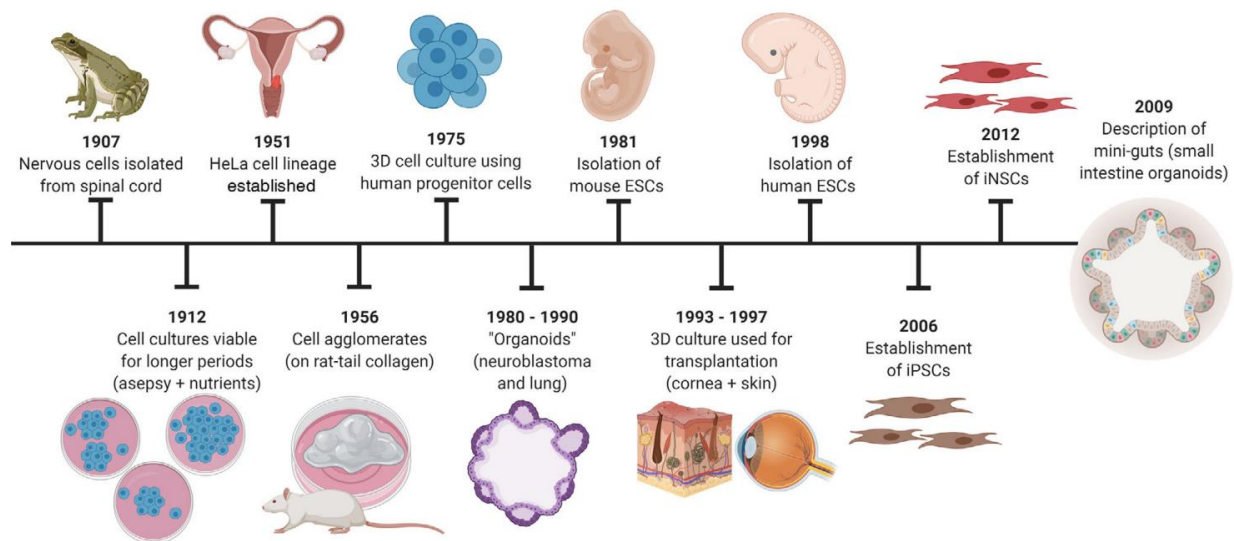 1907
Nervous cells isolated
from spinal cord
1951
HeLa cell lineage
established
1975
3D cell culture using
human progenitor cells
1981
Isolation of
mouse ESCs
1998
Isolation of
human ESCs
2012
Establishment
of iNSCs
2009
Description of
mini-guts (small
intestine organoids)
1912
Cell cultures viable
for longer periods
(asepsy + nutrients)
1956
Cell agglomerates
(on rat-tail collagen)
1980 - 1990
"Organoids"
(neuroblastoma
and lung)
1993 - 1997
3D culture used for
transplantation
(cornea + skin)
2006
Establishment
of iPSCs